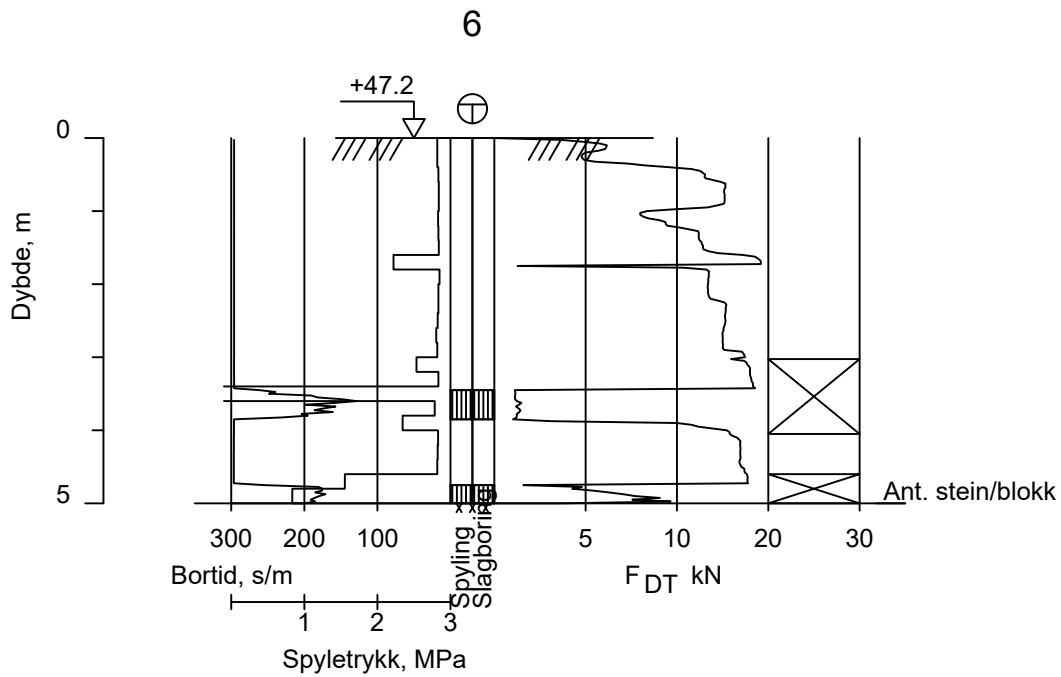 6
+47.2
0
Dybde, m
5
Ant. stein/blokk
300 200 100 5 10 20 30
Bortid, s/m
Spyling
Slagboring
FDT kN
1 2 3
Spyletrykk, MPa